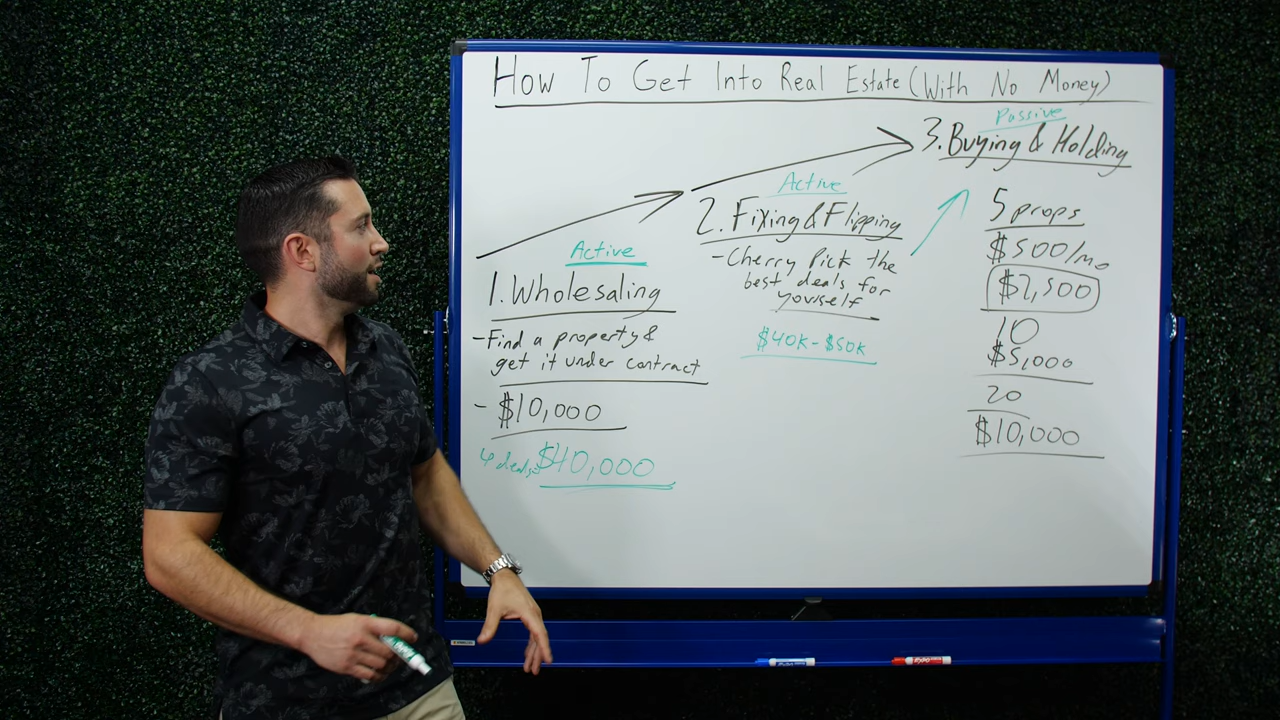 How To Get Into Real Estate (With No Money)
Active
1. Wholesaling
- Find a property &
get it under contract
- $10,000
4 deals $40,000
Active
2. Fixing & Flipping
- Cherry Pick the
best deals for
yourself
$40K - $50K
Passive
3. Buying & Holding
5 props
$500/mo
$2,500
10
$5,000
20
$10,000
EXPO